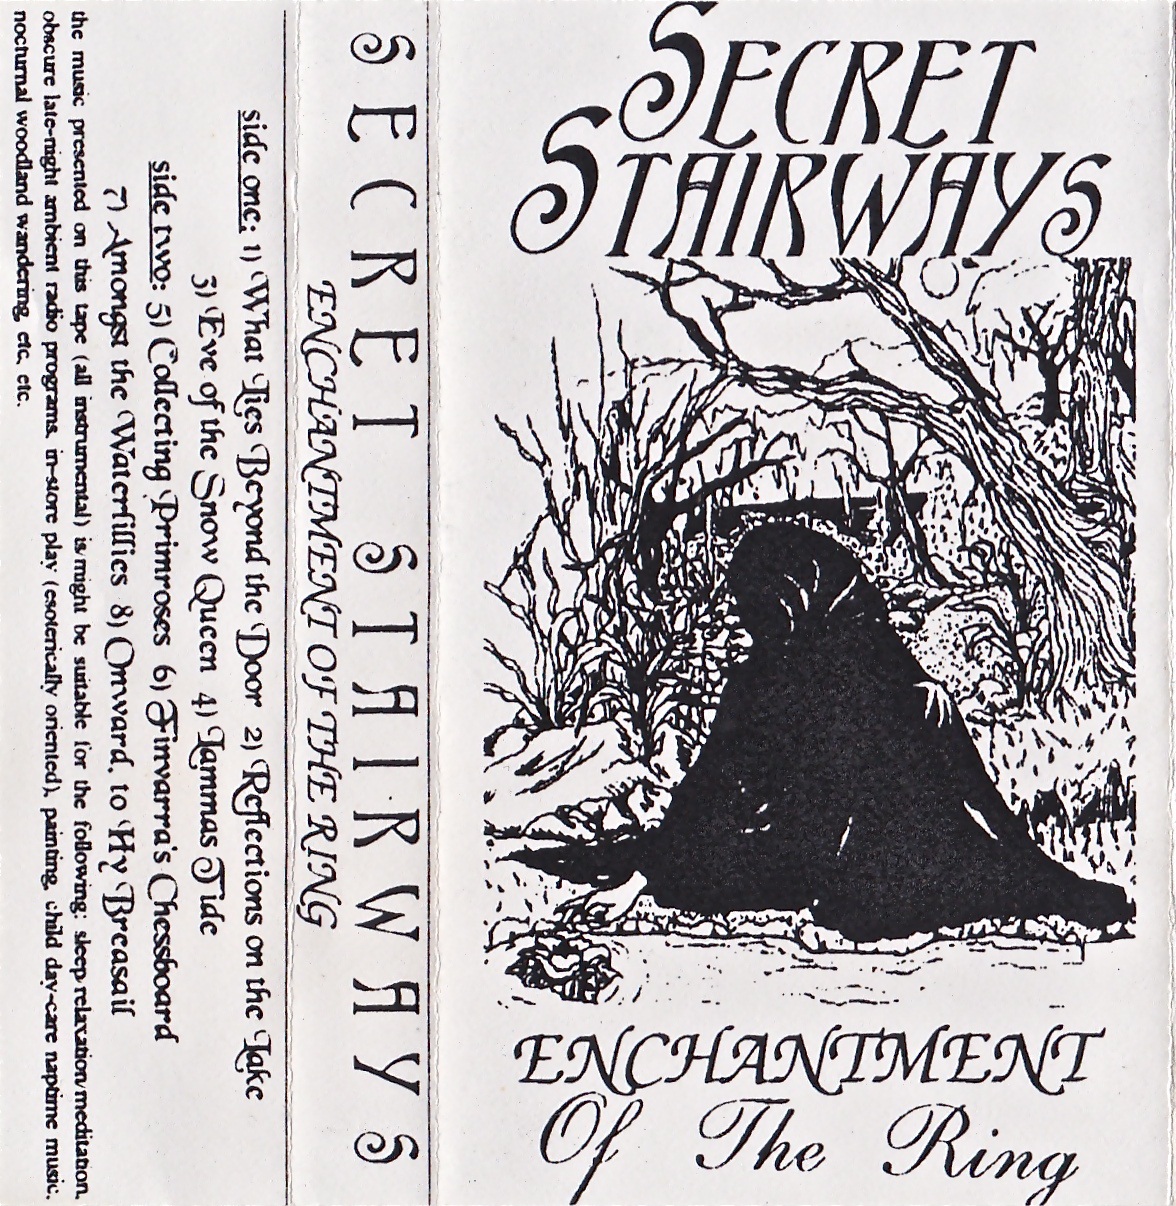 SECRET
STAIRWAYS
ENCHANTMENT
Of The Ring
SECRET STAIRWAYS
ENCHANTMENT OF THE RING
side one: 1) What Lies Beyond the Door 2) Reflections on the Lake
3) Eve of the Snow Queen 4) Lammas Tide
side two: 5) Collecting Primroses 6) Finvarra's Chessboard
7) Amongst the Waterfillies 8) Onward, to Hy Breasail
the music presented on this tape (all instrumental) is/might be suitable for the following: sleep relaxation/meditation,
obscure late-night ambient radio programs, in-store play (esoterically oriented), painting, child day-care naptime music,
nocturnal woodland wandering, etc, etc.